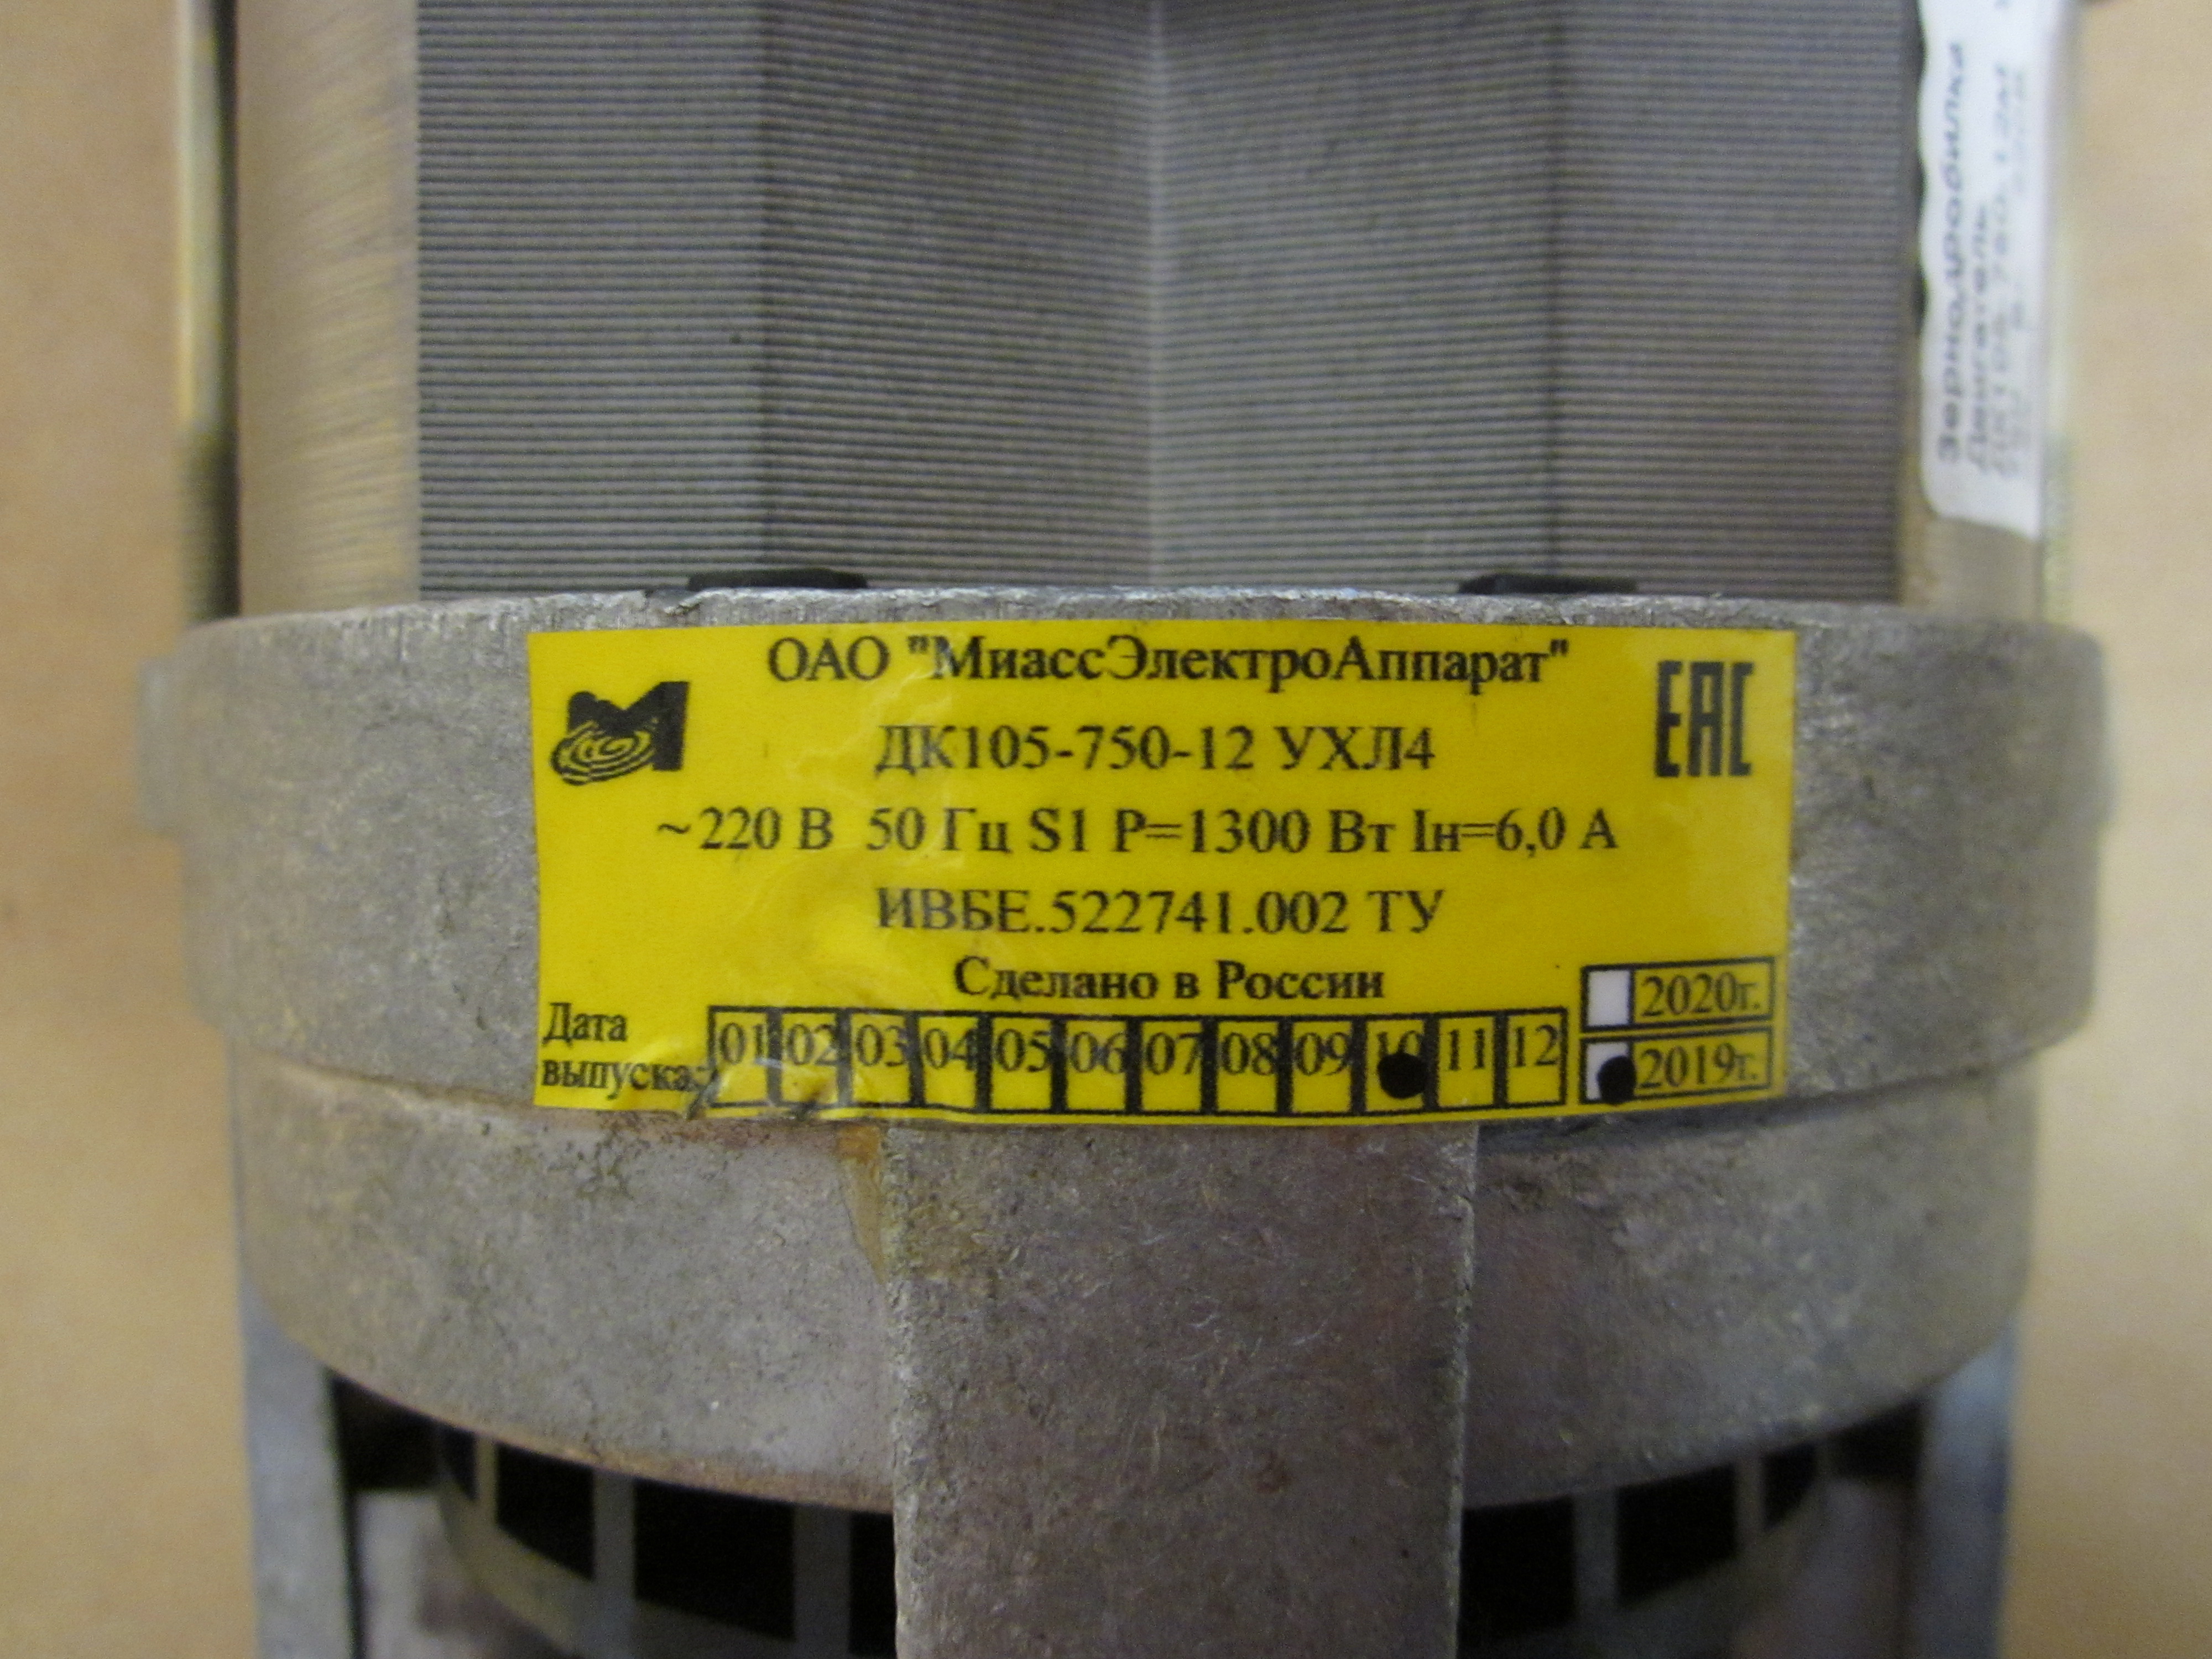 ОАО "МиассЭлектроАппарат"
EAC
ДК105-750-12 УХЛ4
~220 В 50 Гц S1 P=1300 Вт Iн=6,0 А
ИВБЕ.522741.002 ТУ
Сделано в России
Дата
выпуска:
01 02 03 04 05 06 07 08 09 10 11 12
2020г.
2019г.
Зернодробилка
Двигатель